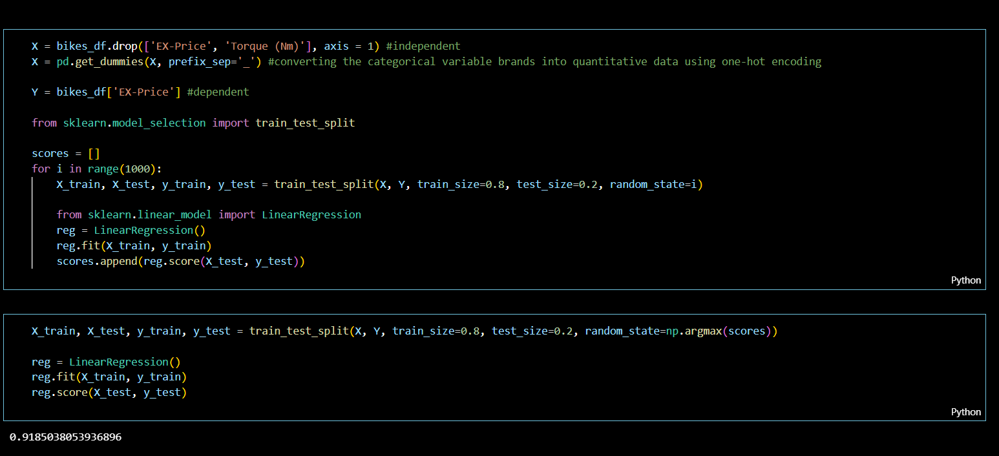 X = bikes_df.drop(['EX-Price', 'Torque (Nm)'], axis = 1) #independent
X = pd.get_dummies(X, prefix_sep='_') #converting the categorical variable brands into quantitative data using one-hot encoding
Y = bikes_df['EX-Price'] #dependent
from sklearn.model_selection import train_test_split
scores = []
for i in range(1000):
    X_train, X_test, y_train, y_test = train_test_split(X, Y, train_size=0.8, test_size=0.2, random_state=i)
    from sklearn.linear_model import LinearRegression
    reg = LinearRegression()
    reg.fit(X_train, y_train)
    scores.append(reg.score(X_test, y_test))
Python
X_train, X_test, y_train, y_test = train_test_split(X, Y, train_size=0.8, test_size=0.2, random_state=np.argmax(scores))
reg = LinearRegression()
reg.fit(X_train, y_train)
reg.score(X_test, y_test)
Python
0.9185038053936896